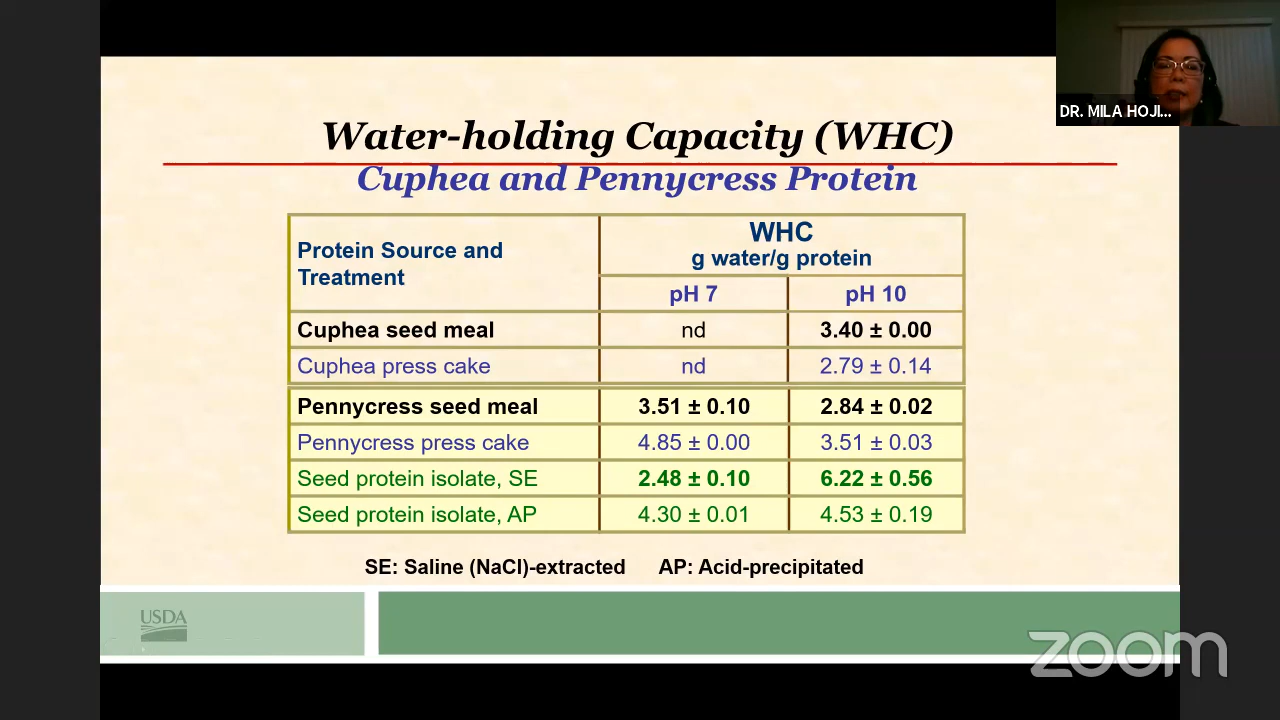 DR. MILA HOJI...
Water-holding Capacity (WHC)
Cuphea and Pennycress Protein
Protein Source and Treatment
WHC
g water/g protein
pH 7 pH 10
Cuphea seed meal nd 3.40 ± 0.00
Cuphea press cake nd 2.79 ± 0.14
Pennycress seed meal 3.51 ± 0.10 2.84 ± 0.02
Pennycress press cake 4.85 ± 0.00 3.51 ± 0.03
Seed protein isolate, SE 2.48 ± 0.10 6.22 ± 0.56
Seed protein isolate, AP 4.30 ± 0.01 4.53 ± 0.19
SE: Saline (NaCl)-extracted AP: Acid-precipitated
USDA
zoom